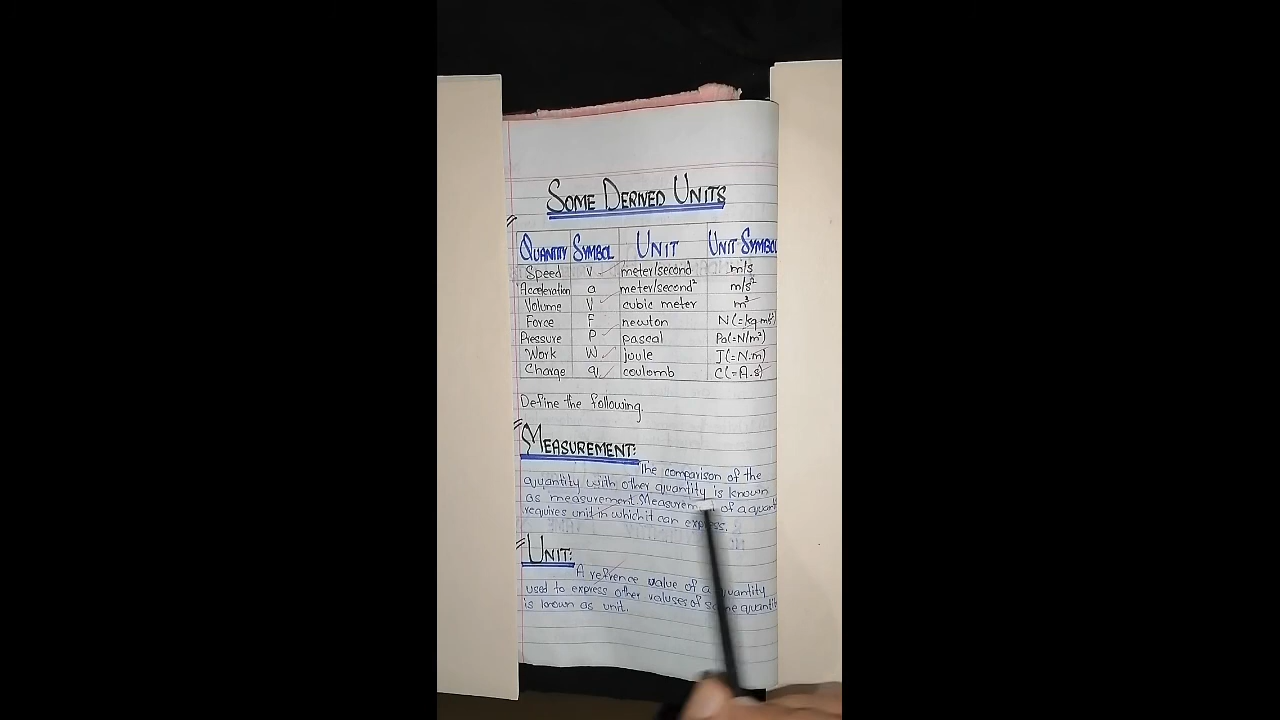 SOME DERIVED UNITS
QUANTITY SYMBOL UNIT UNIT SYMBOL
Speed v meter/second m/s
Acceleration a meter/second² m/s²
Volume V cubic meter m³
Force F newton N(=kg.m/s²)
Pressure P pascal Pa(=N/m²)
Work W joule J(=N.m)
Charge q coulomb C(=A.s)
Define the following.
MEASUREMENT:
The comparison of the
quantity with other quantity is known
as measurement. Measurem of a quanti
requires unit in which it can express.
UNIT:
A refrence value of a quantity
used to express other valuses of same quantit
is known as unit.